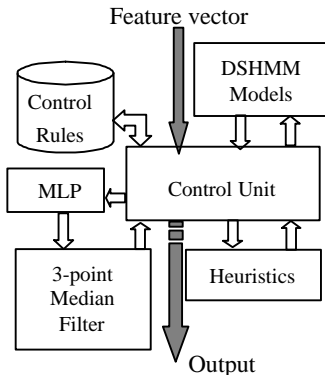 Feature vector
DSHMM
Models
Control
Rules
MLP
Control Unit
3-point
Median
Filter
Heuristics
Output